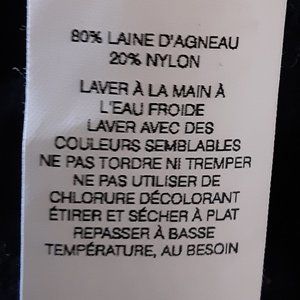 80% LAINE D'AGNEAU
20% NYLON
LAVER À LA MAIN À
L'EAU FROIDE
LAVER AVEC DES
COULEURS SEMBLABLES
NE PAS TORDRE NI TREMPER
NE PAS UTILISER DE
CHLORURE DÉCOLORANT
ÉTIRER ET SÉCHER À PLAT
REPASSER À BASSE
TEMPÉRATURE, AU BESOIN